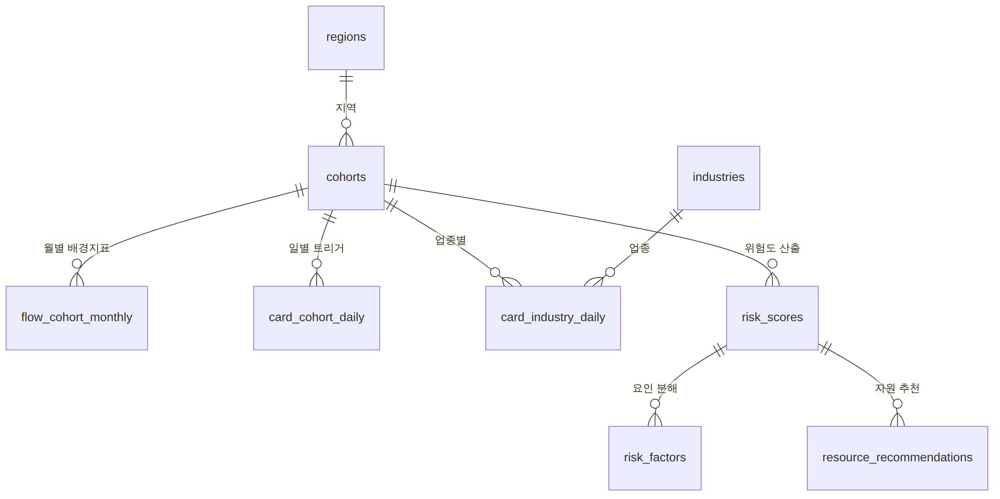 regions
지역
cohorts
industries
월별 배경지표
일별 트리거
업종별
업종
위험도 산출
flow_cohort_monthly
card_cohort_daily
card_industry_daily
risk_scores
요인 분해
자원 추천
risk_factors
resource_recommendations